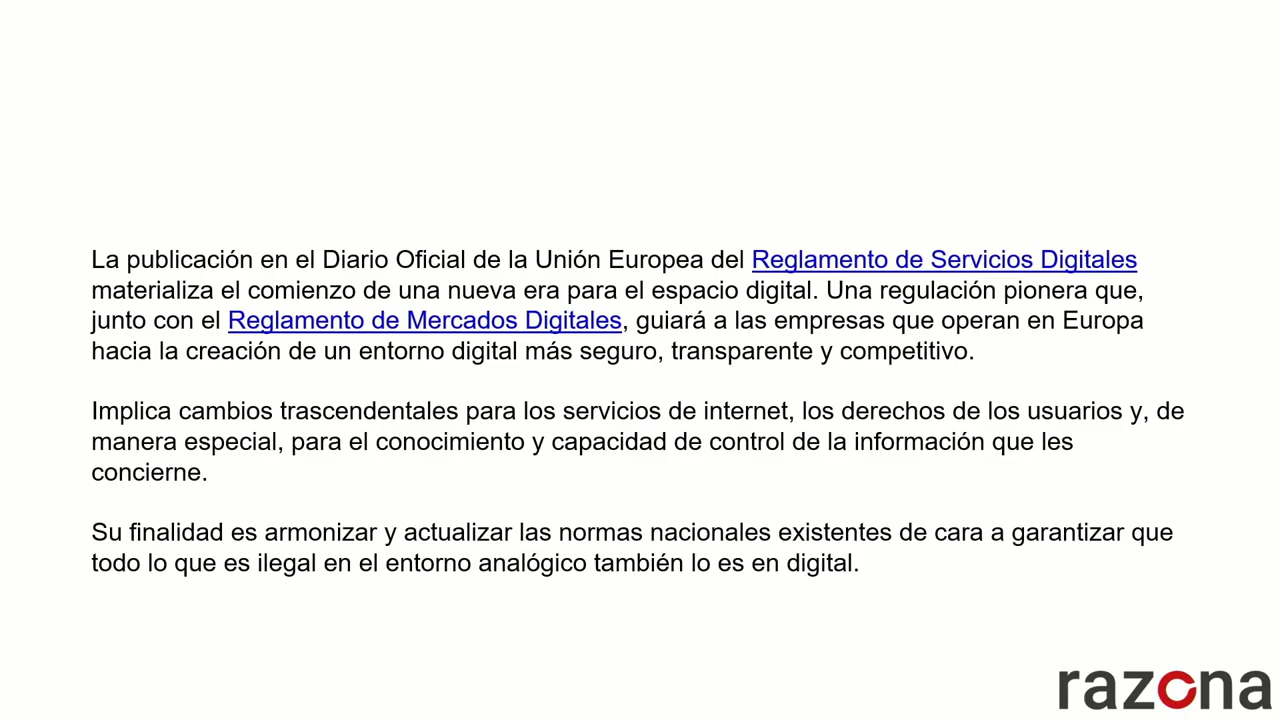 La publicación en el Diario Oficial de la Unión Europea del Reglamento de Servicios Digitales
materializa el comienzo de una nueva era para el espacio digital. Una regulación pionera que,
junto con el Reglamento de Mercados Digitales, guiará a las empresas que operan en Europa
hacia la creación de un entorno digital más seguro, transparente y competitivo.
Implica cambios trascendentales para los servicios de internet, los derechos de los usuarios y, de
manera especial, para el conocimiento y capacidad de control de la información que les
concierne.
Su finalidad es armonizar y actualizar las normas nacionales existentes de cara a garantizar que
todo lo que es ilegal en el entorno analógico también lo es en digital.
razona